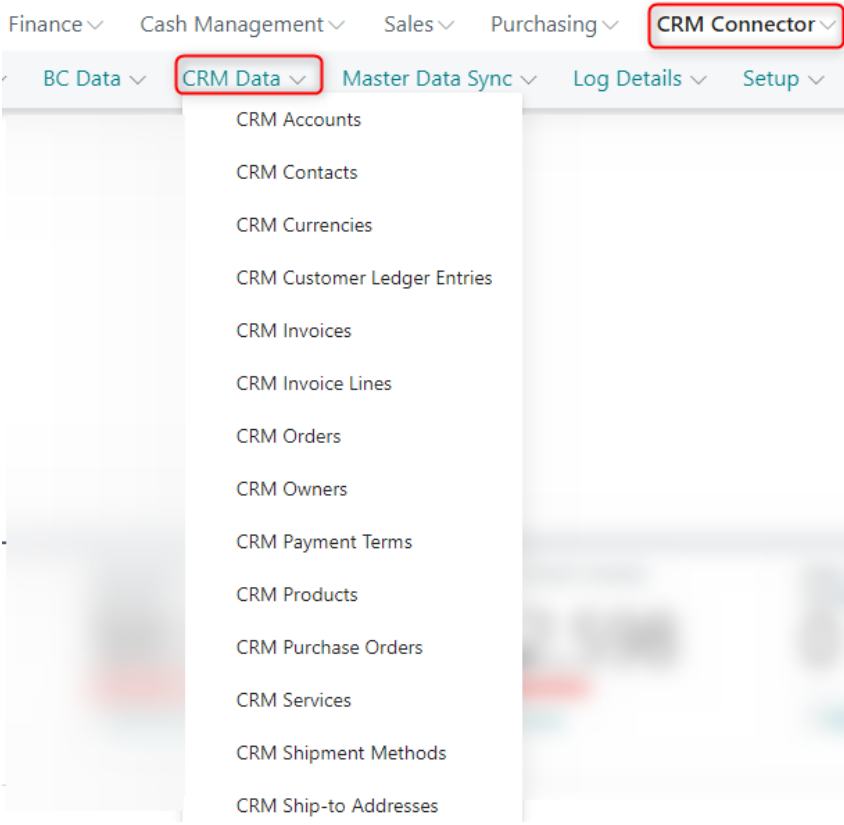 Finance Cash Management Sales Purchasing CRM Connector
BC Data CRM Data Master Data Sync Log Details Setup
CRM Accounts
CRM Contacts
CRM Currencies
CRM Customer Ledger Entries
CRM Invoices
CRM Invoice Lines
CRM Orders
CRM Owners
CRM Payment Terms
CRM Products
CRM Purchase Orders
CRM Services
CRM Shipment Methods
CRM Ship-to Addresses